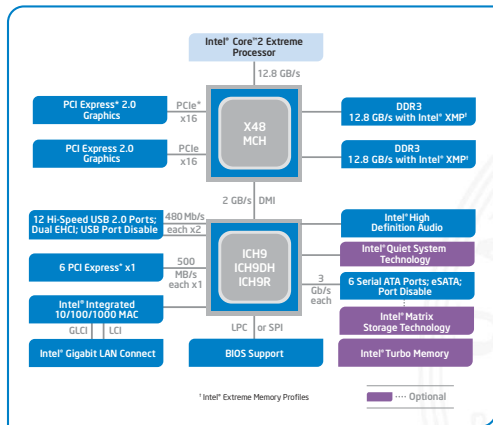 Intel® Core™2 Extreme
Processor
12.8 GB/s
PCI Express* 2.0
Graphics
PCIe*
x16
X48
MCH
DDR3
12.8 GB/s with Intel® XMP†
PCI Express 2.0
Graphics
PCIe
x16
DDR3
12.8 GB/s with Intel® XMP†
2 GB/s DMI
12 Hi-Speed USB 2.0 Ports;
Dual EHCI; USB Port Disable
480 Mb/s
each x2
Intel® High
Definition Audio
ICH9
ICH9DH
ICH9R
Intel® Quiet System
Technology
6 PCI Express* x1
500
MB/s
each x1
3
Gb/s
each
6 Serial ATA Ports; eSATA;
Port Disable
Intel® Integrated
10/100/1000 MAC
Intel® Matrix
Storage Technology
GLCI LCI
LPC or SPI
Intel® Gigabit LAN Connect
BIOS Support
Intel® Turbo Memory
† Intel® Extreme Memory Profiles
Optional